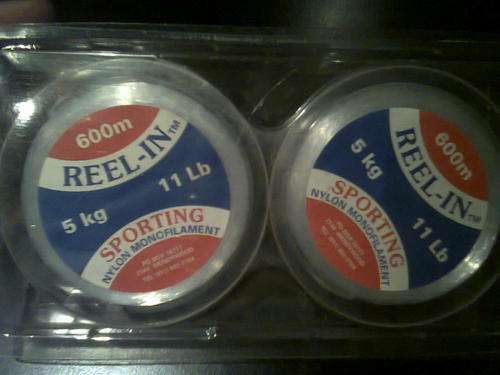 600m
REEL-IN™
11 Lb
5 kg
SPORTING
NYLON MONOFILAMENT
600m
REEL-IN™
5 kg
11 Lb
SPORTING
NYLON MONOFILAMENT